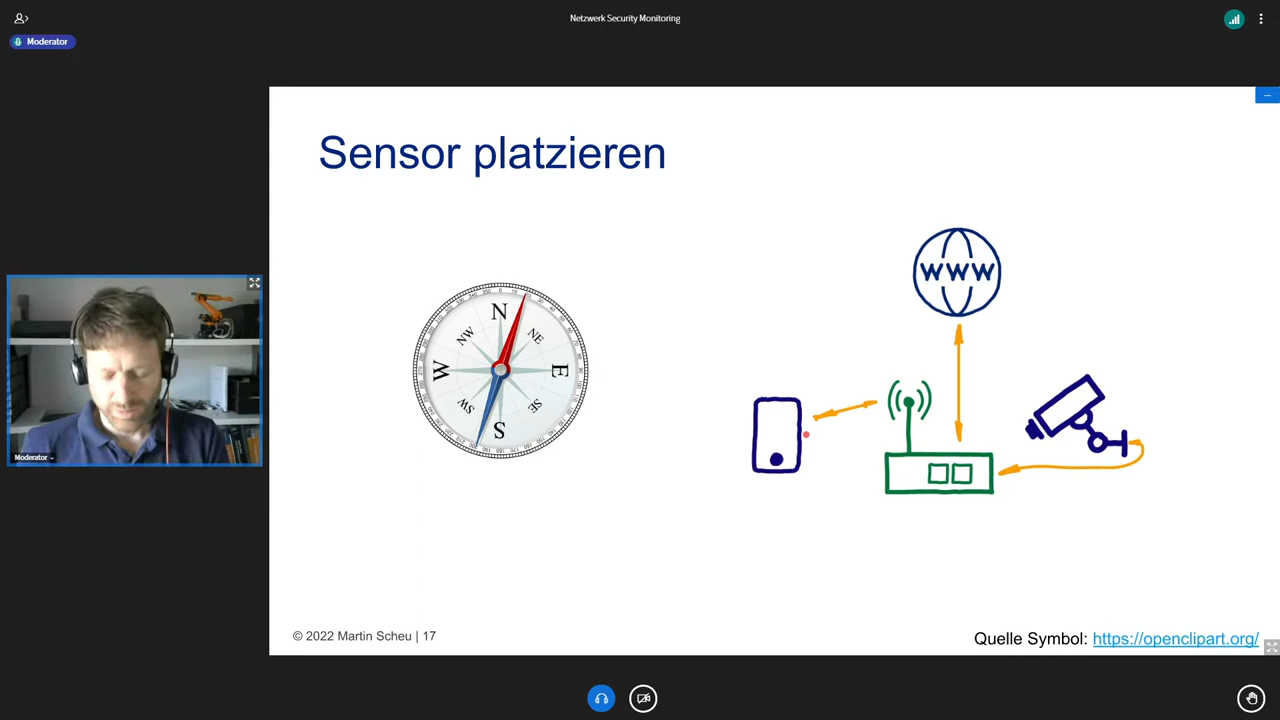 Netzwerk Security Monitoring
Moderator
Sensor platzieren
WWW
N
NW
NE
W
E
SW
SE
S
Moderator
© 2022 Martin Scheu | 17
Quelle Symbol: https://openclipart.org/